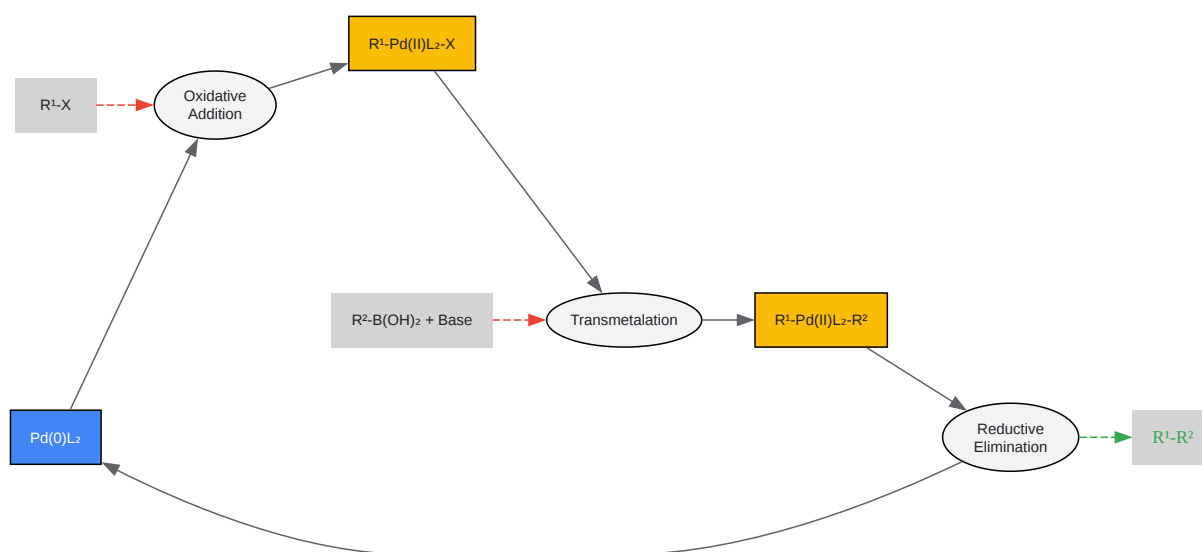 R¹-Pd(II)L₂-X
R¹-X
Oxidative
Addition
R²-B(OH)₂ + Base
Transmetalation
R¹-Pd(II)L₂-R²
Pd(0)L₂
Reductive
Elimination
R¹-R²